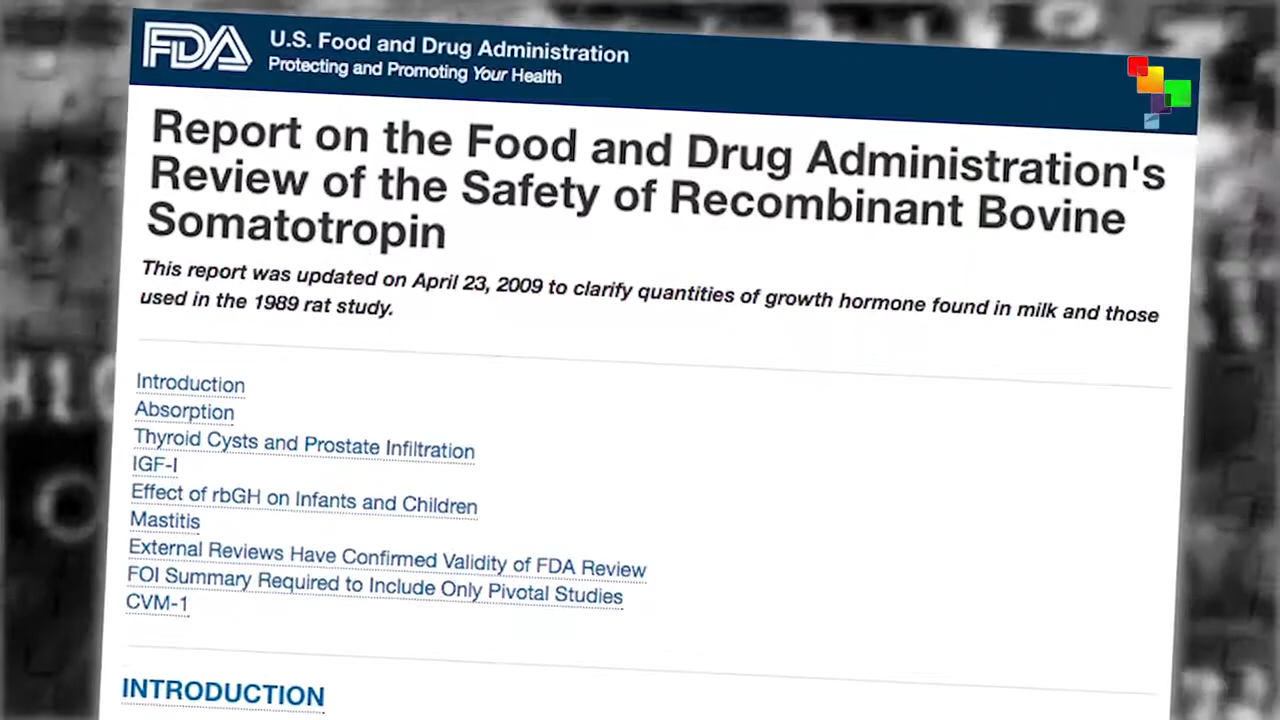 FDA
U.S. Food and Drug Administration
Protecting and Promoting Your Health
Report on the Food and Drug Administration's
Review of the Safety of Recombinant Bovine
Somatotropin
This report was updated on April 23, 2009 to clarify quantities of growth hormone found in milk and those
used in the 1989 rat study.
Introduction
Absorption
Thyroid Cysts and Prostate Infiltration
IGF-I
Effect of rbGH on Infants and Children
Mastitis
External Reviews Have Confirmed Validity of FDA Review
FOI Summary Required to Include Only Pivotal Studies
CVM-1
INTRODUCTION